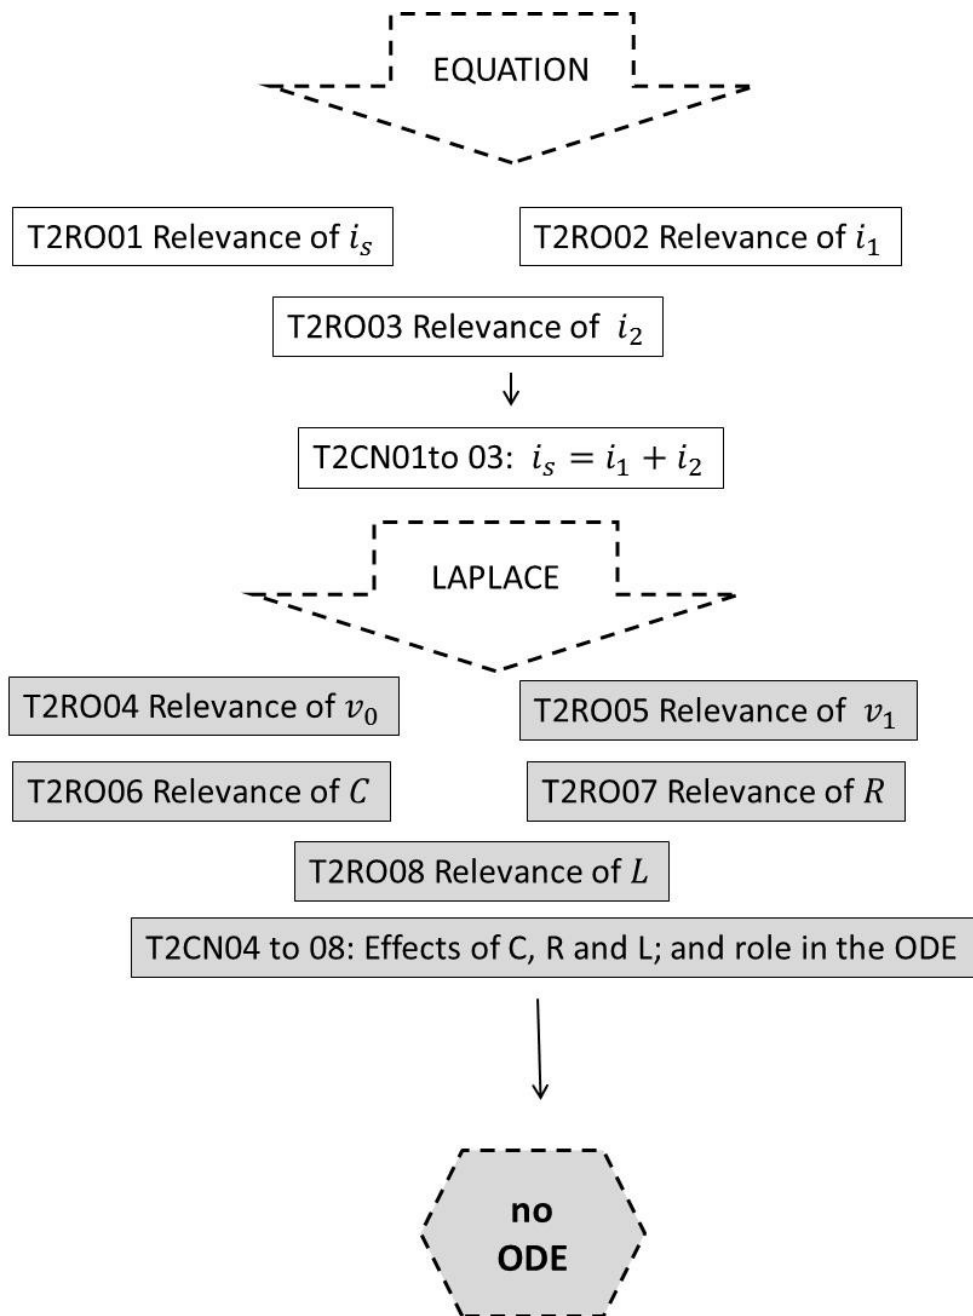 EQUATION
T2RO01 Relevance of i_s
T2RO02 Relevance of i_1
T2RO03 Relevance of i_2
T2CN01to 03: i_s = i_1 + i_2
LAPLACE
T2RO04 Relevance of v_0
T2RO05 Relevance of v_1
T2RO06 Relevance of C
T2RO07 Relevance of R
T2RO08 Relevance of L
T2CN04 to 08: Effects of C, R and L; and role in the ODE
no
ODE